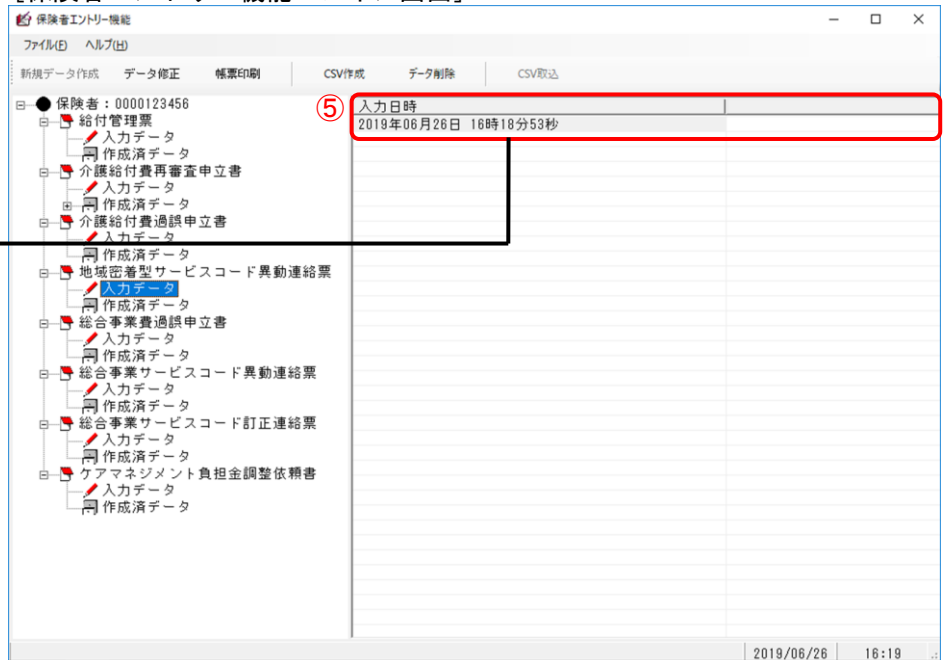 保険者エントリー機能
ファイル(F) ヘルプ(H)
新規データ作成 データ修正 帳票印刷 CSV作成 データ削除 CSV取込
保険者：0000123456
給付管理票
入力データ
作成済データ
介護給付費再審査申立書
入力データ
作成済データ
介護給付費過誤申立書
入力データ
作成済データ
地域密着型サービスコード異動連絡票
入力データ
作成済データ
総合事業費過誤申立書
入力データ
作成済データ
総合事業サービスコード異動連絡票
入力データ
作成済データ
総合事業サービスコード訂正連絡票
入力データ
作成済データ
ケアマネジメント負担金調整依頼書
入力データ
作成済データ
⑤
入力日時
2019年06月26日 16時18分53秒
2019/06/26 16:19